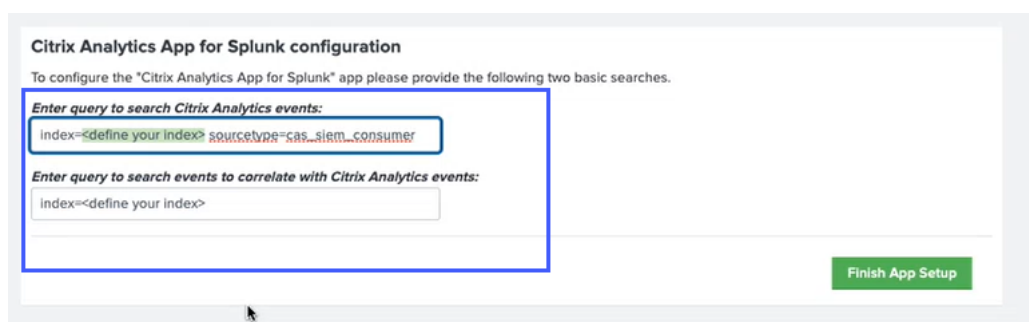 Citrix Analytics App for Splunk configuration
To configure the "Citrix Analytics App for Splunk" app please provide the following two basic searches.
Enter query to search Citrix Analytics events:
index=<define your index> sourcetype=cas_siem_consumer
Enter query to search events to correlate with Citrix Analytics events:
index=<define your index>
Finish App Setup